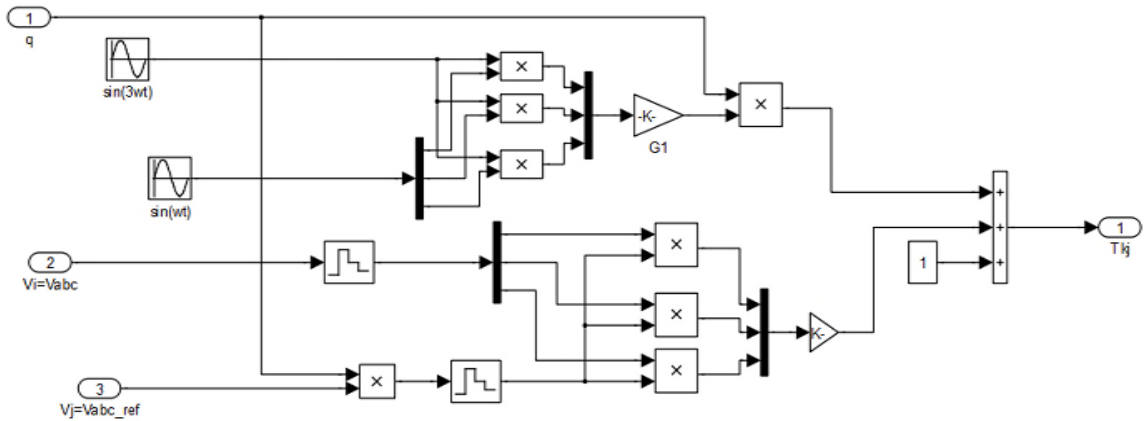 1
q
sin(3wt)
×
×
×
-K-
G1
×
sin(wt)
+
+
+
1
1
Tkj
2
Vi=Vabc
×
×
×
K-
3
Vj=Vabc_ref
×